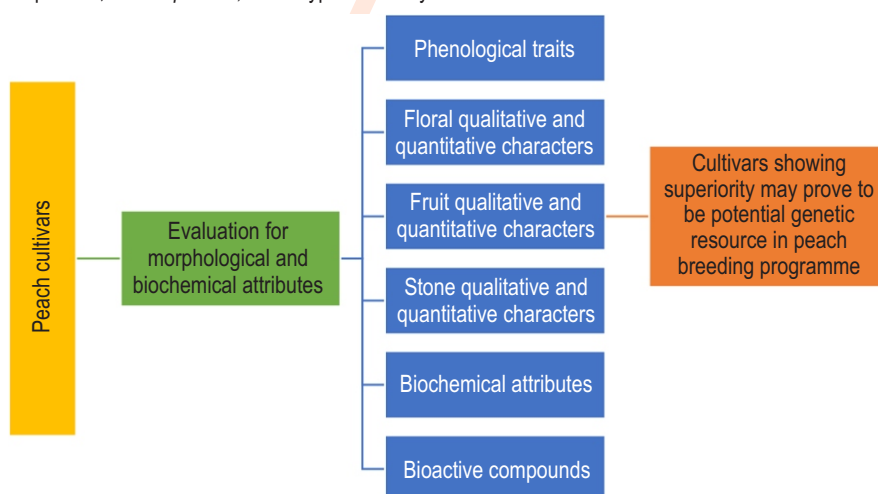 Peach cultivars
Evaluation for
morphological and
biochemical attributes
Phenological traits
Floral qualitative and
quantitative characters
Fruit qualitative and
quantitative characters
Stone qualitative and
quantitative characters
Biochemical attributes
Bioactive compounds
Cultivars showing
superiority may prove to
be potential genetic
resource in peach
breeding programme